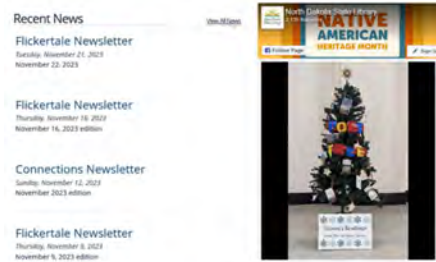 Recent News
View All News
Flickertale Newsletter
Tuesday, November 21, 2023
November 22, 2023
Flickertale Newsletter
Thursday, November 16, 2023
November 16, 2023 edition
Connections Newsletter
Sunday, November 12, 2023
November 2023 edition
Flickertale Newsletter
Thursday, November 9, 2023
November 9, 2023 edition
North Dakota State Library
NATIVE
AMERICAN
HERITAGE MONTH
Follow Page